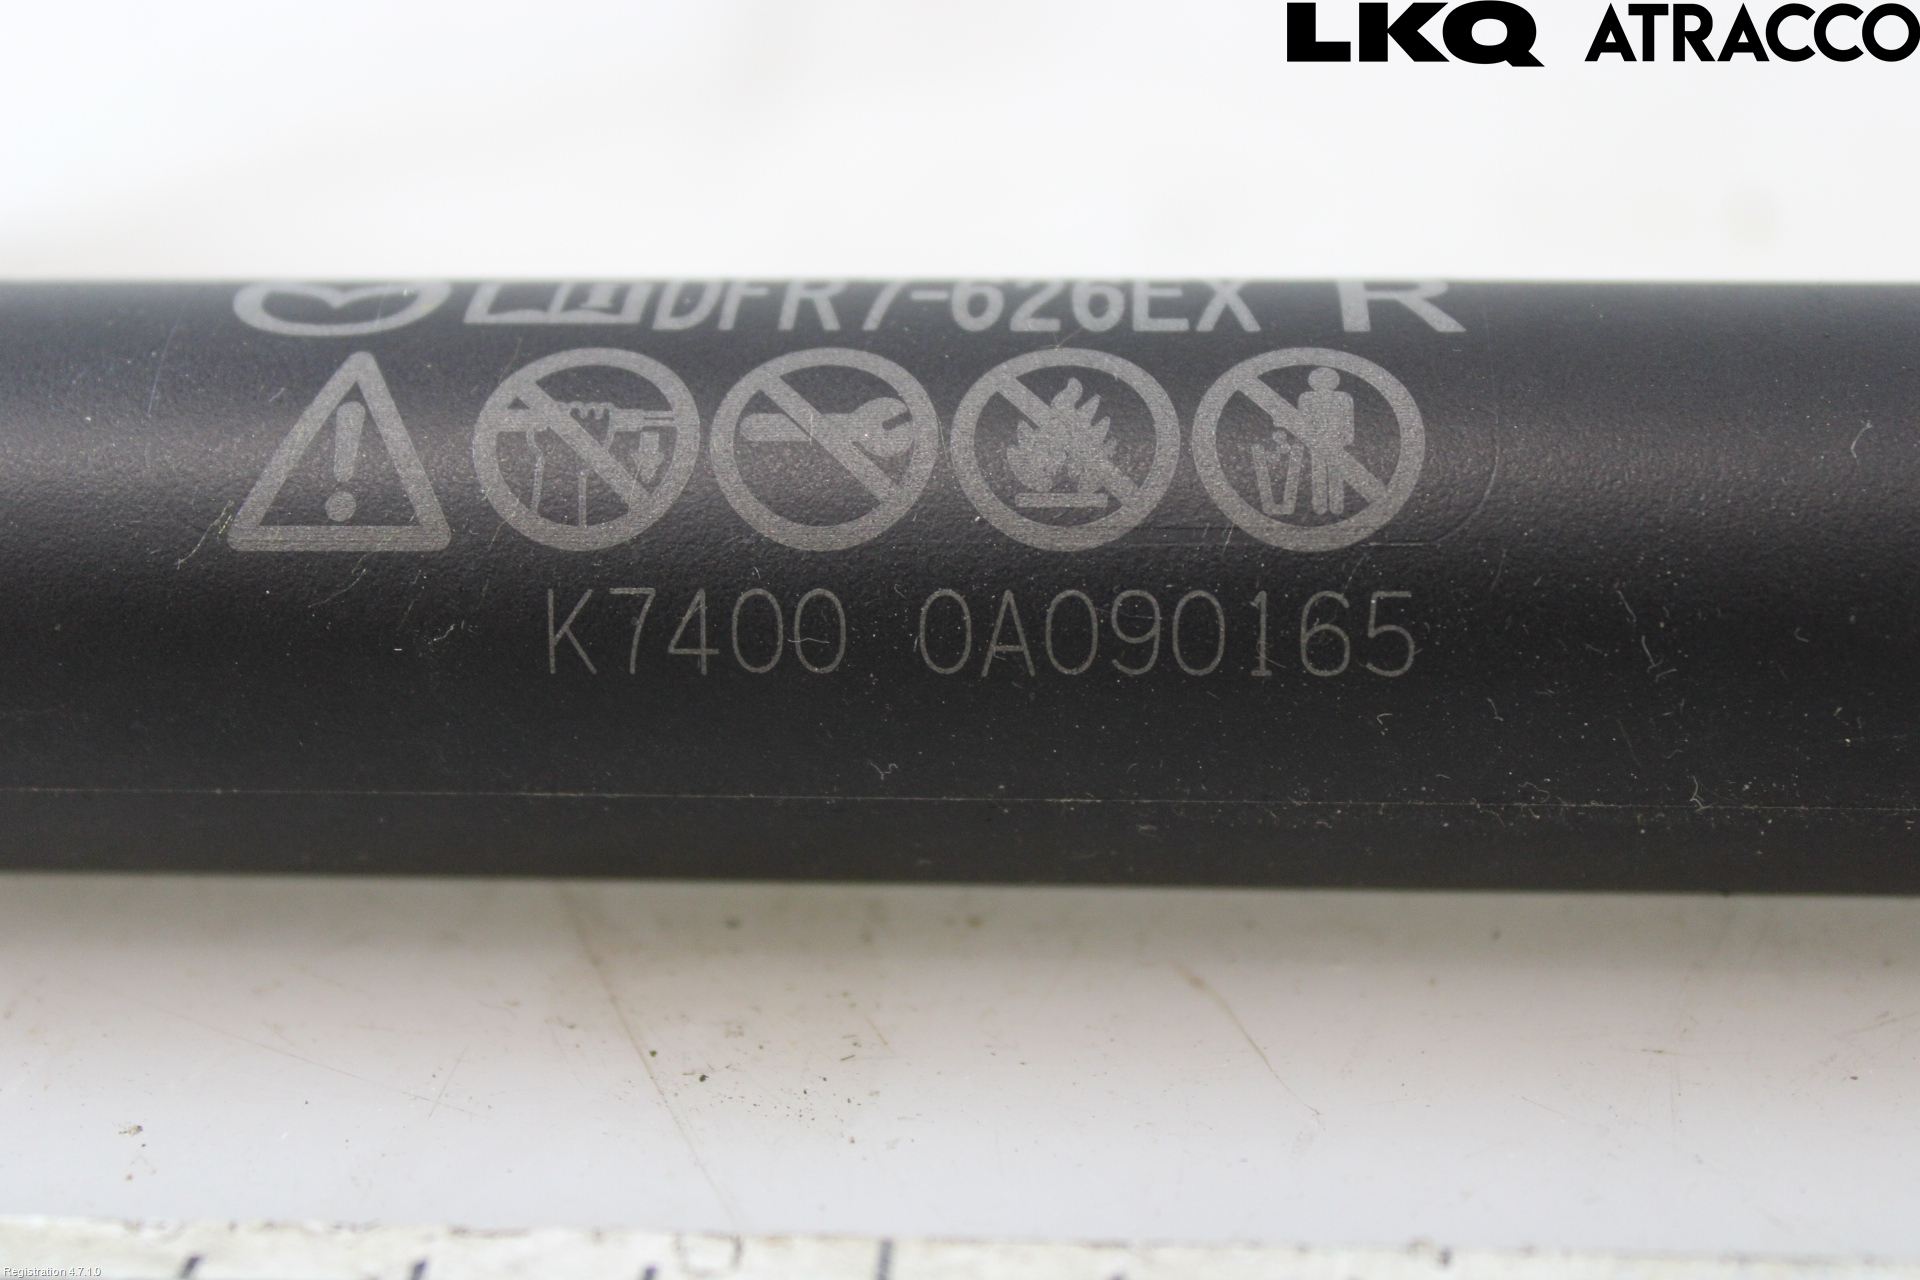 LKQ ATRACCO
DFR7-626EX R
K7400 0A090165
Registration 4.7.1.0